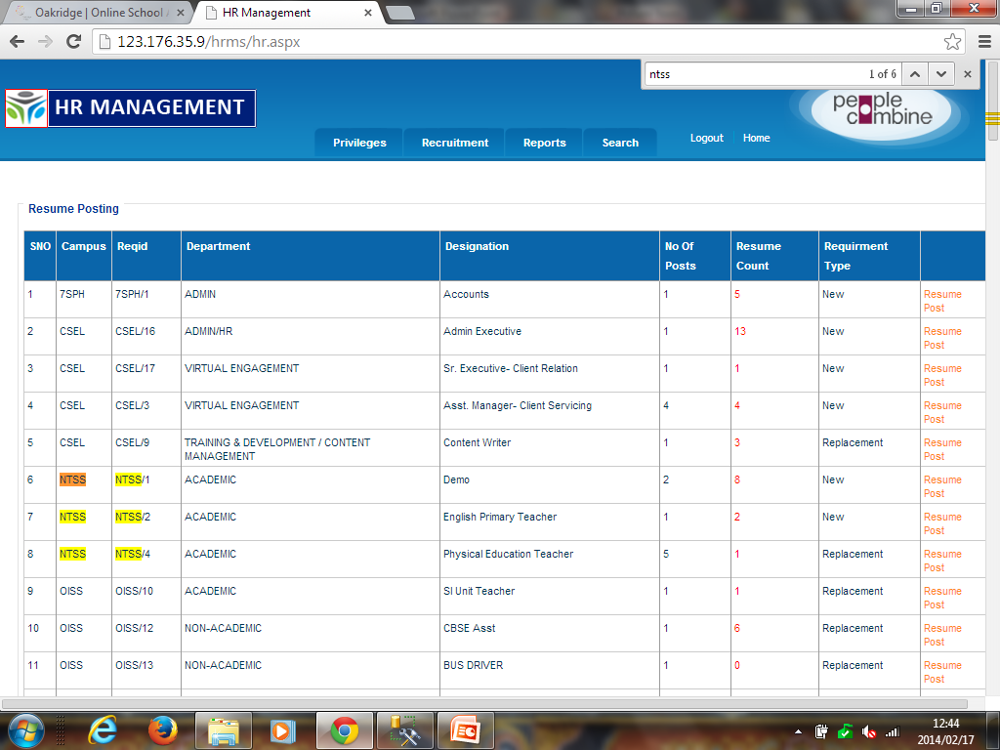 Oakridge | Online School
HR Management
123.176.35.9/hrms/hr.aspx
ntss 1 of 6
HR MANAGEMENT
people
combine
Privileges Recruitment Reports Search Logout Home
Resume Posting
SNO Campus Reqid Department Designation No Of Posts Resume Count Requirment Type
1 7SPH 7SPH/1 ADMIN Accounts 1 5 New Resume Post
2 CSEL CSEL/16 ADMIN/HR Admin Executive 1 13 New Resume Post
3 CSEL CSEL/17 VIRTUAL ENGAGEMENT Sr. Executive- Client Relation 1 1 New Resume Post
4 CSEL CSEL/3 VIRTUAL ENGAGEMENT Asst. Manager- Client Servicing 4 4 New Resume Post
5 CSEL CSEL/9 TRAINING & DEVELOPMENT / CONTENT MANAGEMENT Content Writer 1 3 Replacement Resume Post
6 NTSS NTSS/1 ACADEMIC Demo 2 8 New Resume Post
7 NTSS NTSS/2 ACADEMIC English Primary Teacher 1 2 New Resume Post
8 NTSS NTSS/4 ACADEMIC Physical Education Teacher 5 1 Replacement Resume Post
9 OISS OISS/10 ACADEMIC SI Unit Teacher 1 1 Replacement Resume Post
10 OISS OISS/12 NON-ACADEMIC CBSE Asst 1 6 Replacement Resume Post
11 OISS OISS/13 NON-ACADEMIC BUS DRIVER 1 0 Replacement Resume Post
12:44
2014/02/17